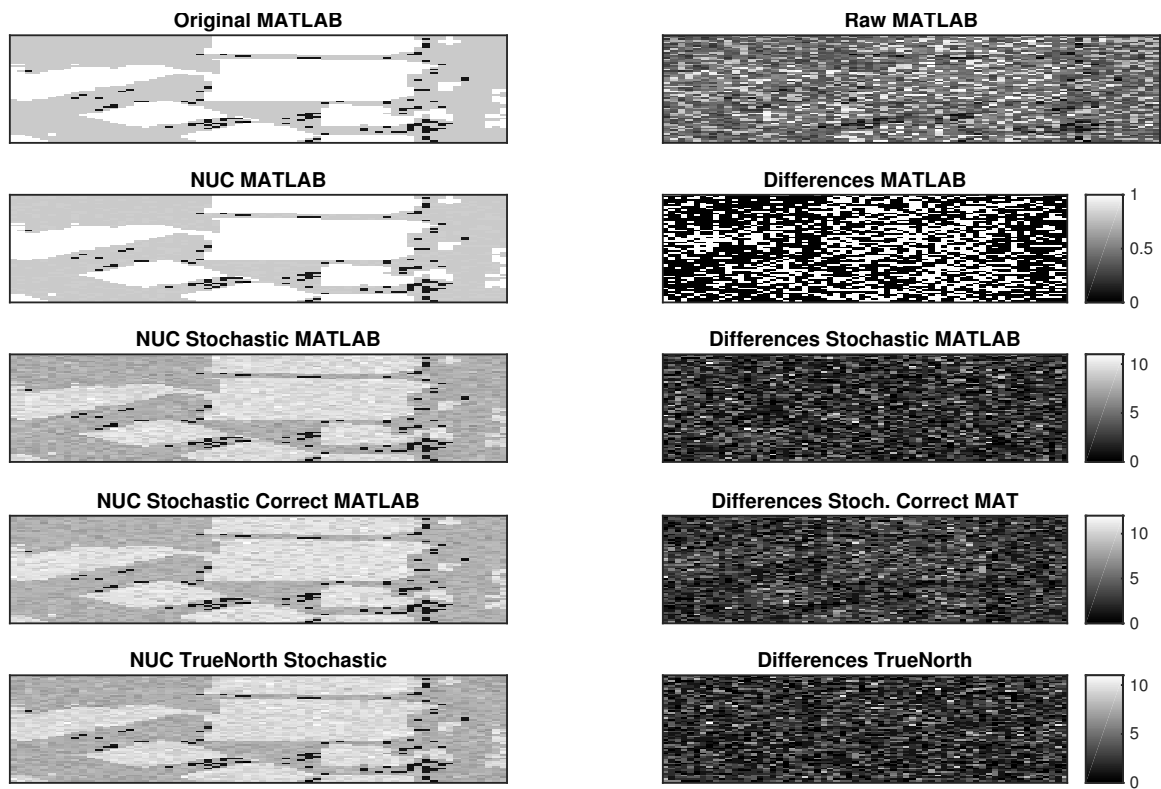 Original MATLAB
Raw MATLAB
NUC MATLAB
Differences MATLAB
1
0.5
0
NUC Stochastic MATLAB
Differences Stochastic MATLAB
10
5
0
NUC Stochastic Correct MATLAB
Differences Stoch. Correct MAT
10
5
0
NUC TrueNorth Stochastic
Differences TrueNorth
10
5
0